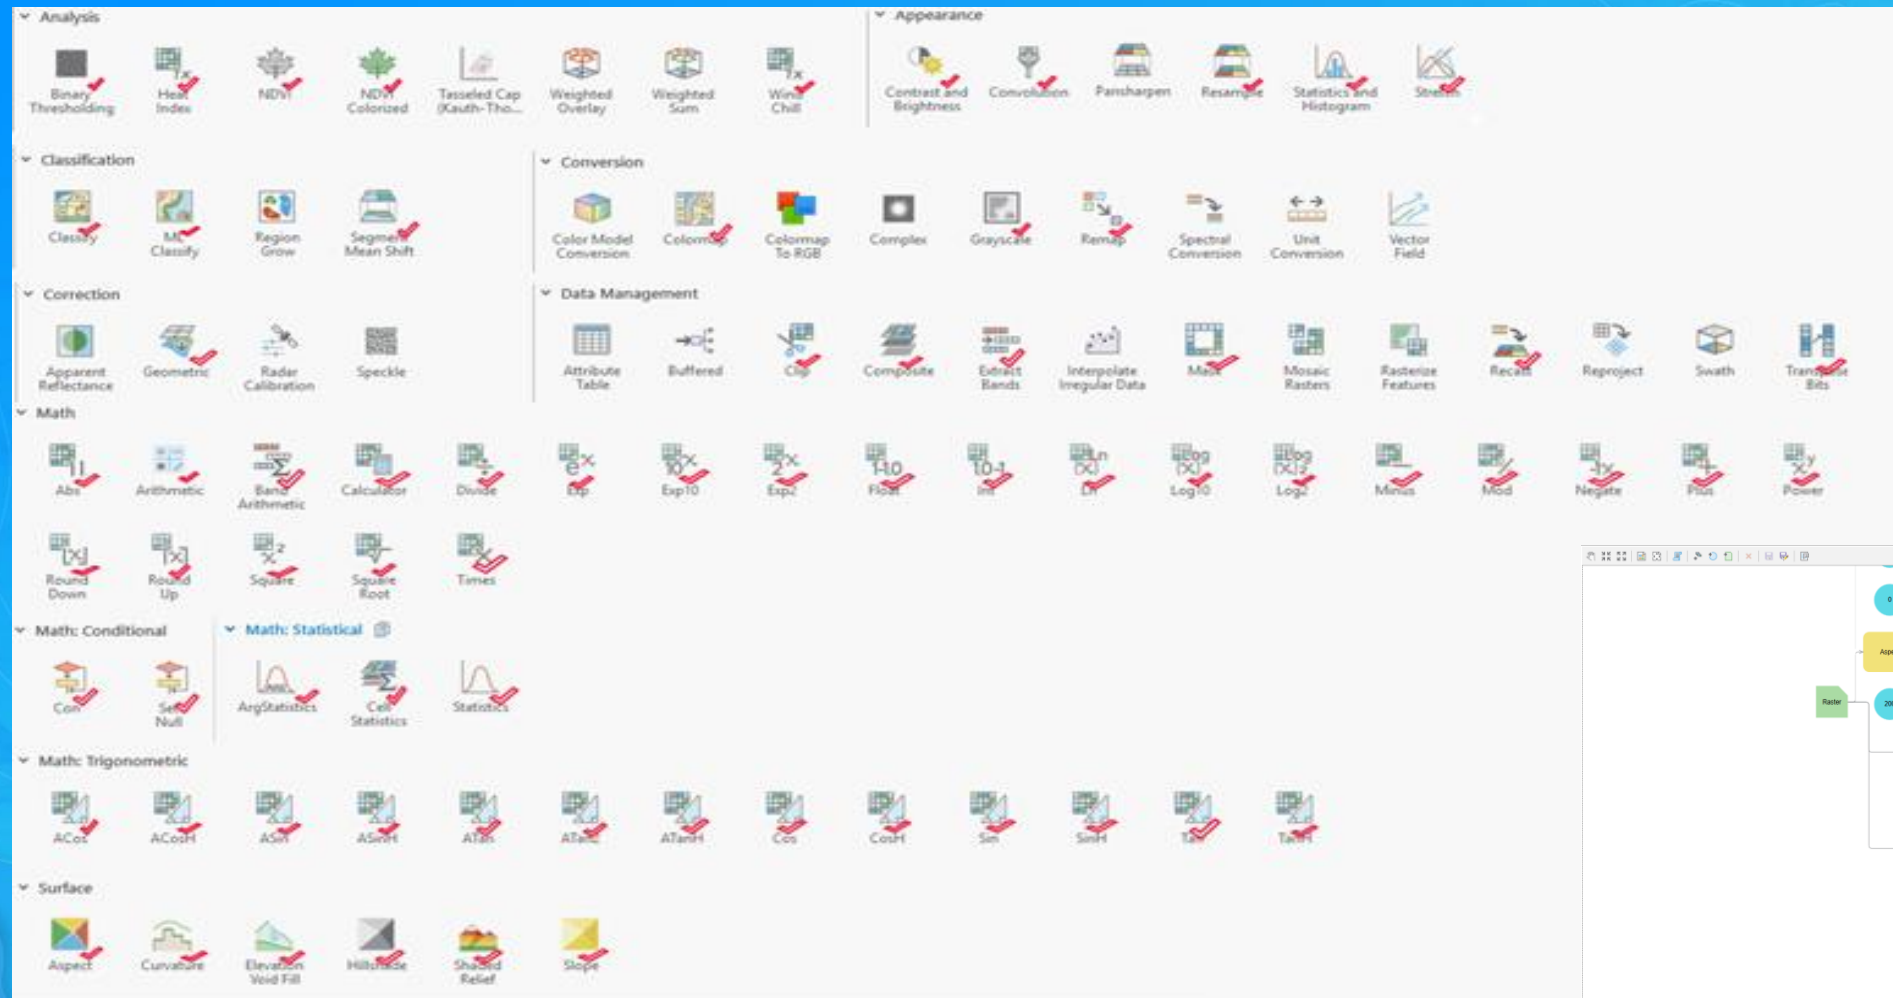 Analysis
Appearance
Binary Thresholding
Heat Index
NDVI
NDVI Colorized
Tasseled Cap (Kauth-Tho...
Weighted Overlay
Weighted Sum
Wind Chill
Contrast and Brightness
Convolution
Pansharpen
Resample
Statistics and Histogram
Stretch
Classification
Conversion
Classify
ML Classify
Region Grow
Segment Mean Shift
Color Model Conversion
Colormap
Colormap To RGB
Complex
Grayscale
Remap
Spectral Conversion
Unit Conversion
Vector Field
Correction
Data Management
Apparent Reflectance
Geometric
Radar Calibration
Speckle
Attribute Table
Buffered
Clip
Composite
Extract Bands
Interpolate Irregular Data
Mask
Mosaic Rasters
Rasterize Features
Recast
Reproject
Swath
Transpose Bits
Math
Abs
Arithmetic
Band Arithmetic
Calculator
Divide
Exp
Exp10
Exp2
Float
Int
Ln
Log10
Log2
Minus
Mod
Negate
Plus
Power
Round Down
Round Up
Square
Square Root
Times
Math: Conditional
Math: Statistical
Con
Set Null
ArgStatistics
Cell Statistics
Statistics
Math: Trigonometric
ACos
ACosH
ASin
ASinH
ATan
ATan2
ATanH
Cos
CosH
Sin
SinH
Tan
TanH
Surface
Aspect
Curvature
Elevation Void Fill
Hillshade
Shaded Relief
Slope
Raster